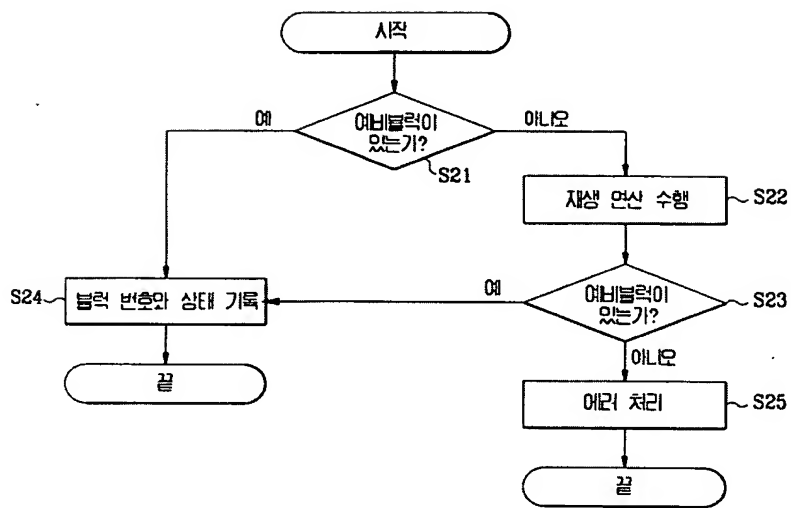 시작
예비블럭이
있는가?
예
아니오
S21
재생 연산 수행
S22
S24
블럭 번호와 상태 기록
예
예비블럭이
있는가?
S23
끝
아니오
에러 처리
S25
끝